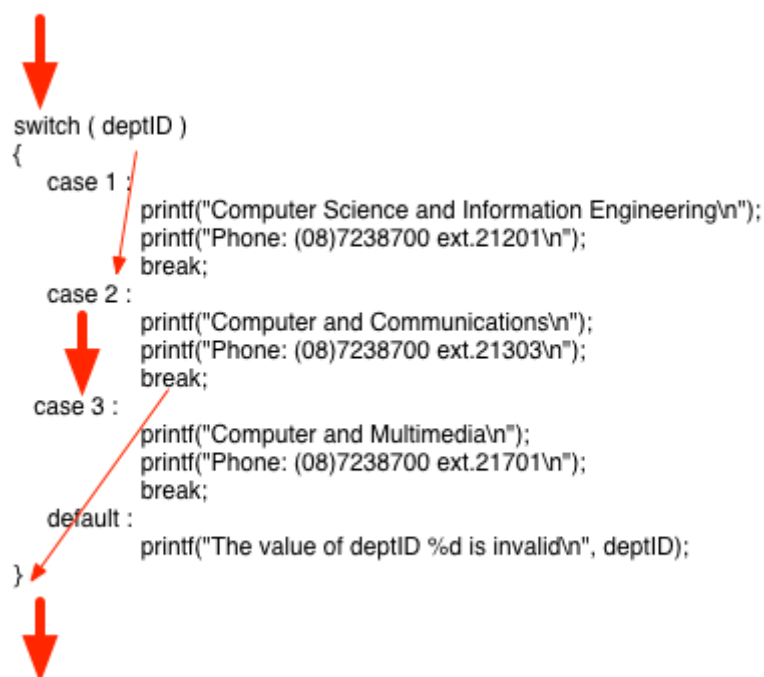 switch ( deptID )
{
case 1 :
printf("Computer Science and Information Engineering\n");
printf("Phone: (08)7238700 ext.21201\n");
break;
case 2 :
printf("Computer and Communications\n");
printf("Phone: (08)7238700 ext.21303\n");
break;
case 3 :
printf("Computer and Multimedia\n");
printf("Phone: (08)7238700 ext.21701\n");
break;
default :
printf("The value of deptID %d is invalid\n", deptID);
}